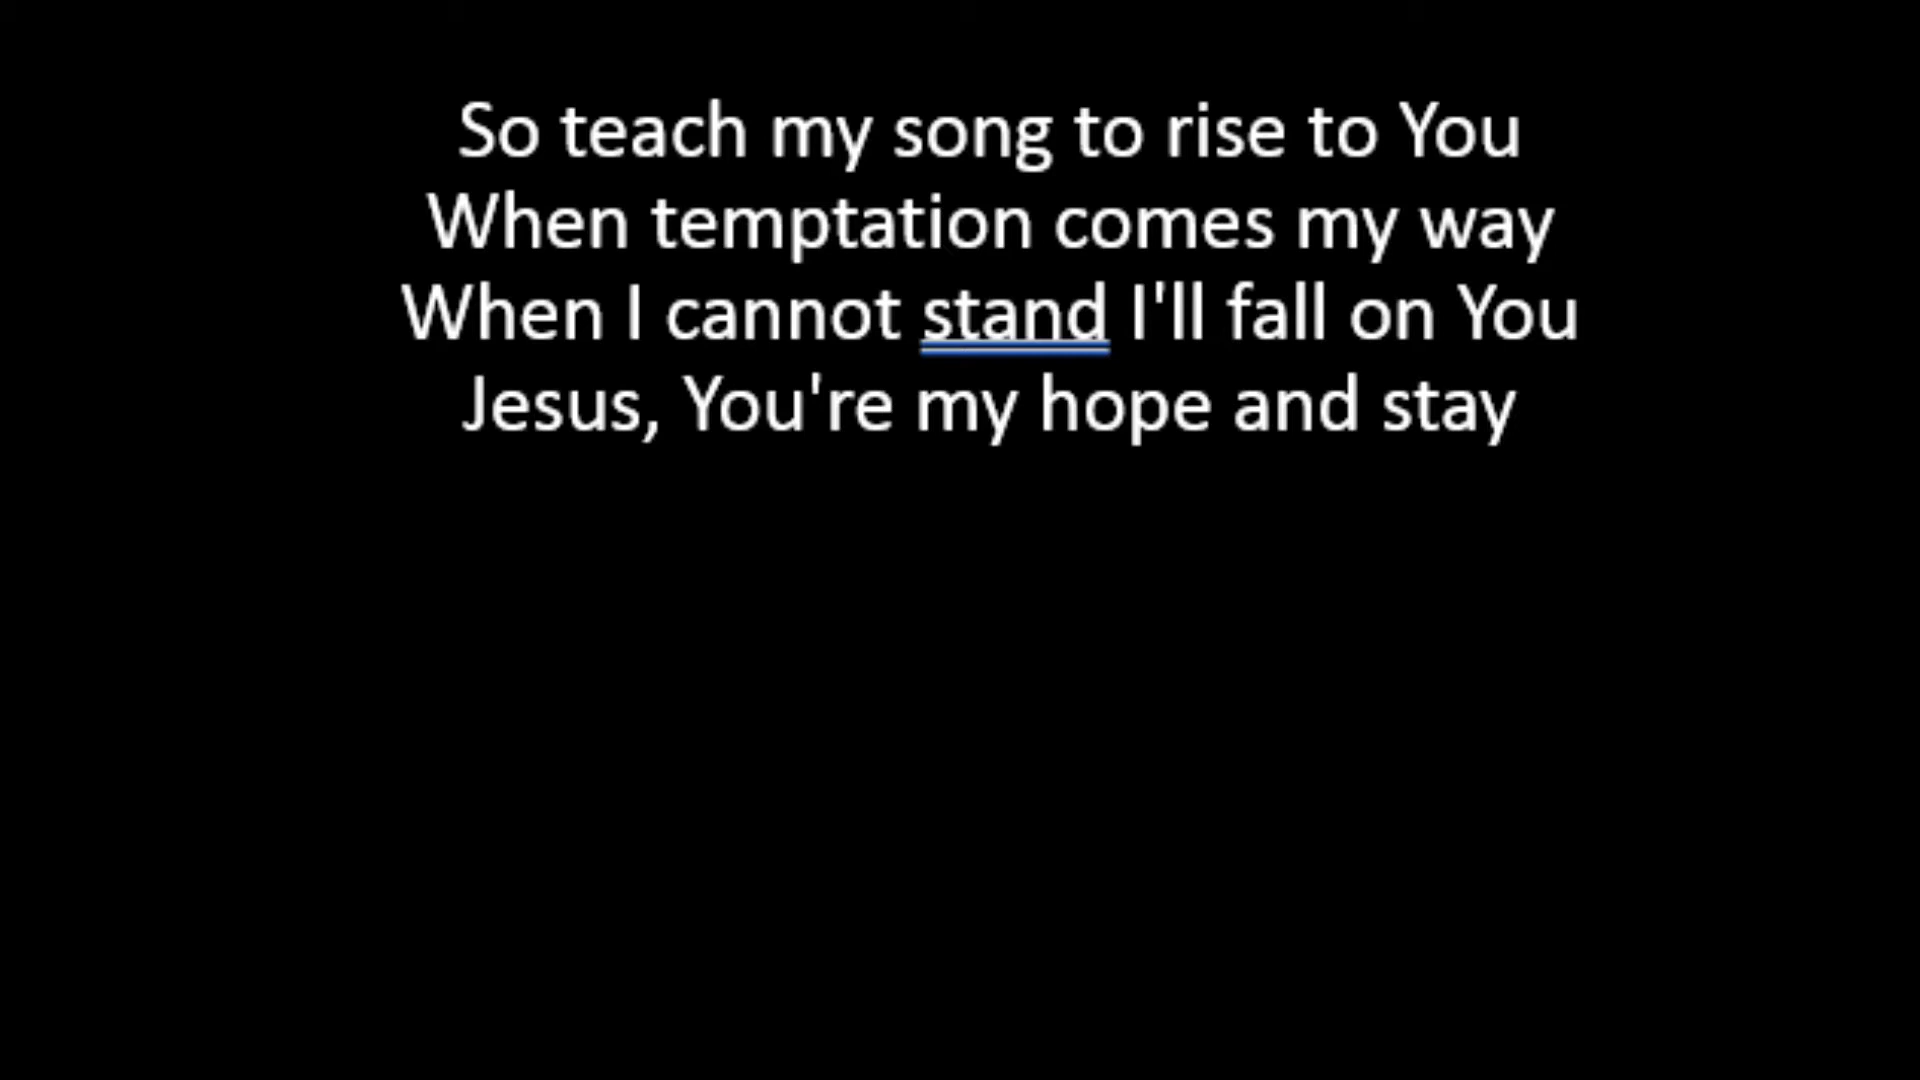 So teach my song to rise to You
When temptation comes my way
When I cannot stand I'll fall on You
Jesus, You're my hope and stay